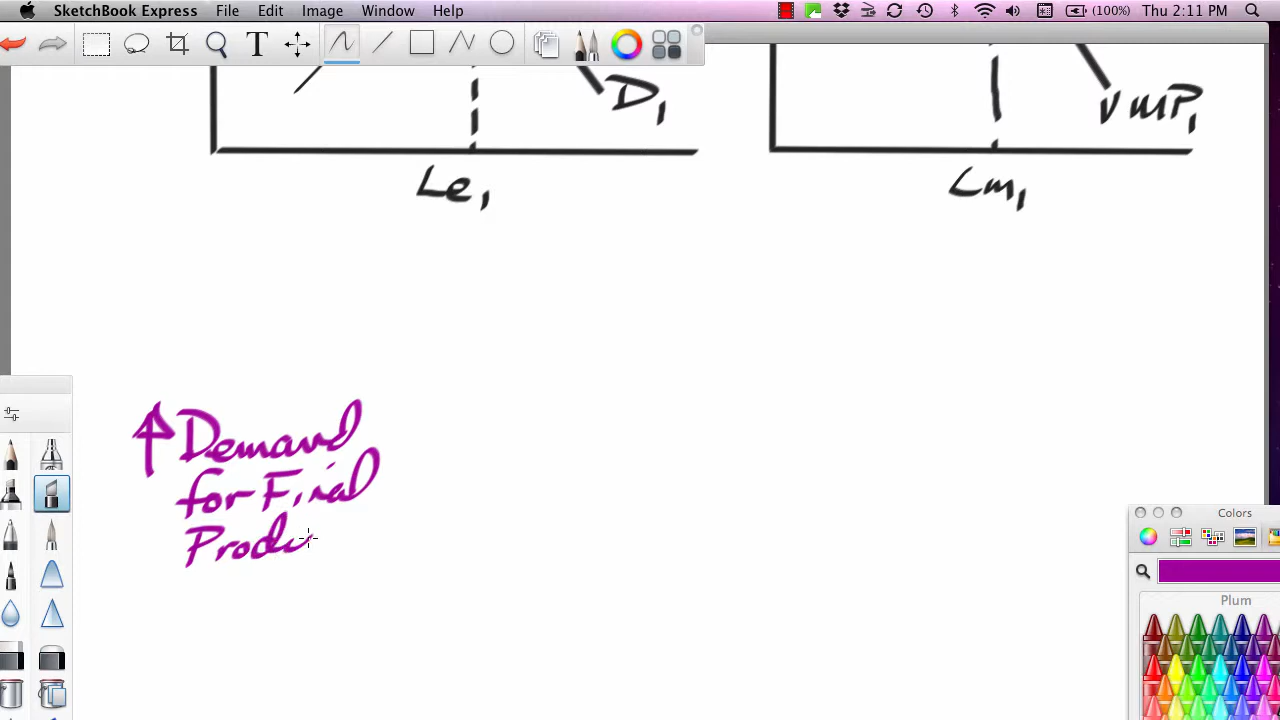 SketchBook Express File Edit Image Window Help (100%) Thu 2:11 PM
T
D1
VMP1
Le1
Lm1
↑ Demand
for Final
Produ
Colors
Plum